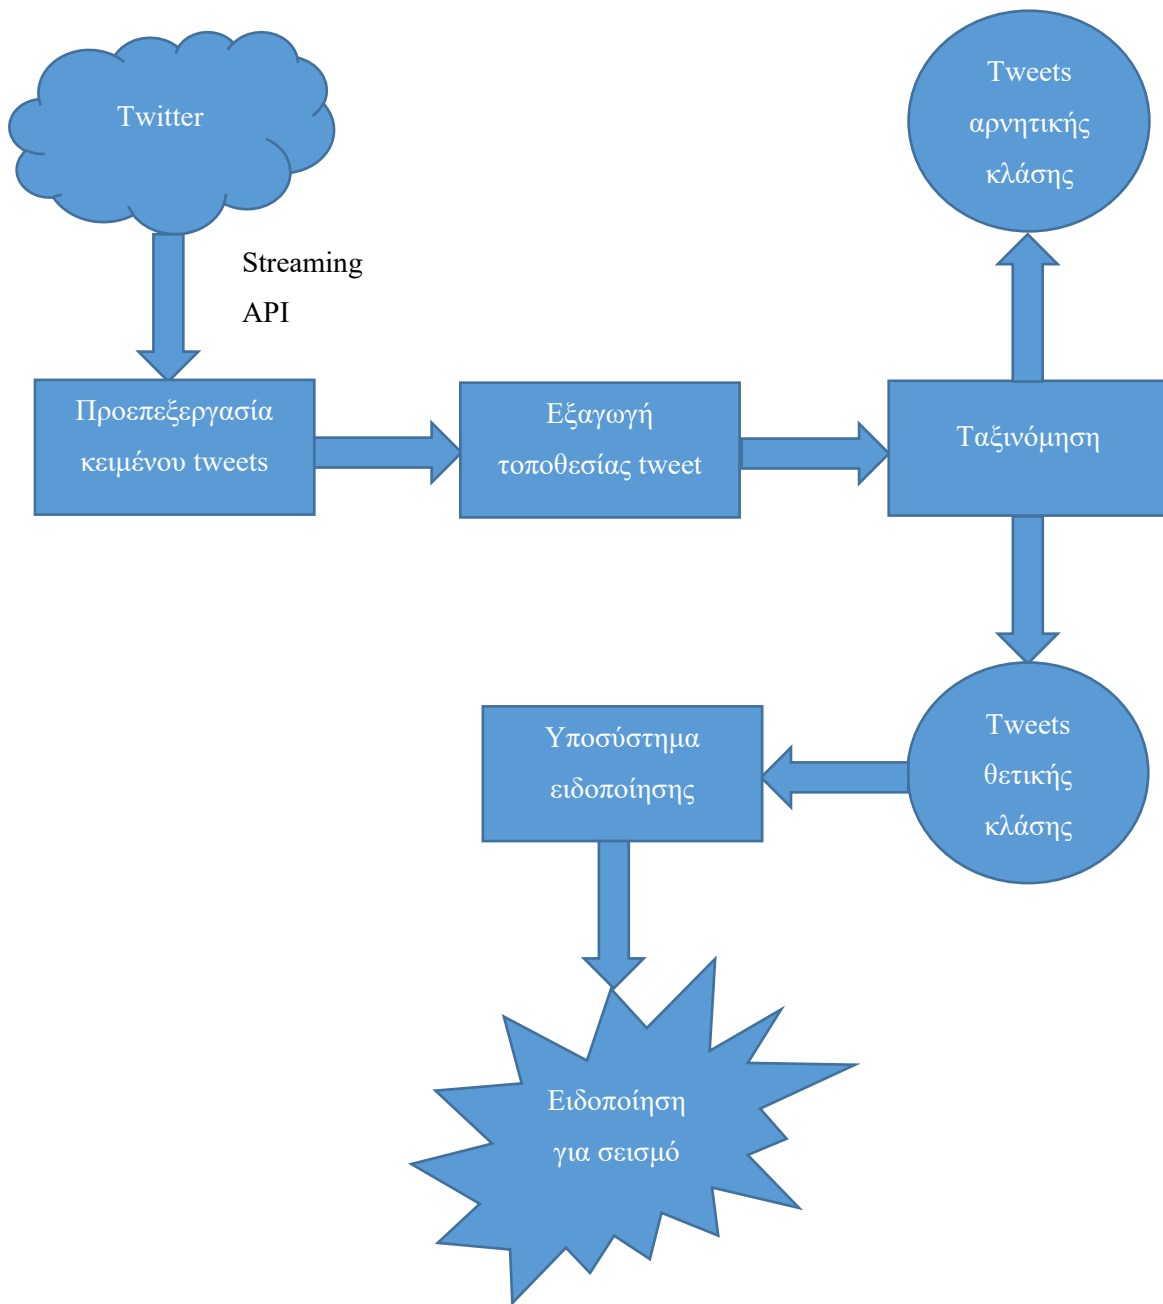 Twitter
Streaming
API
Tweets
αρνητικής
κλάσης
Προεπεξεργασία
κειμένου tweets
Εξαγωγή
τοποθεσίας tweet
Ταξινόμηση
Tweets
θετικής
κλάσης
Υποσύστημα
ειδοποίησης
Ειδοποίηση
για σεισμό